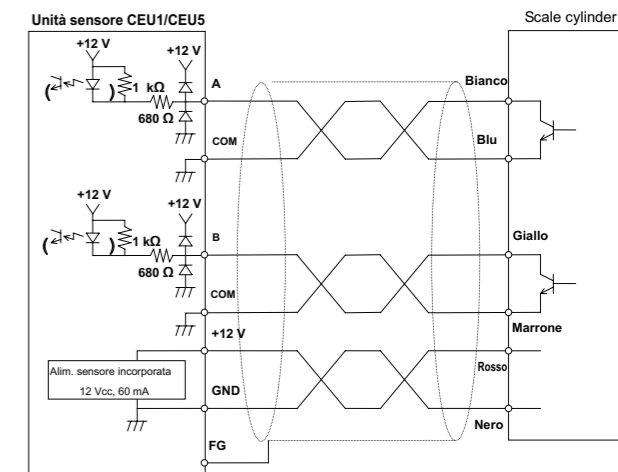 Unità sensore CEU1/CEU5
Scale cylinder
+12 V
+12 V
( ) 1 kΩ
680 Ω
A
COM
Bianco
Blu
+12 V
+12 V
( ) 1 kΩ
680 Ω
B
COM
Giallo
Marrone
+12 V
Alim. sensore incorporata
12 Vcc, 60 mA
GND
Rosso
Nero
FG